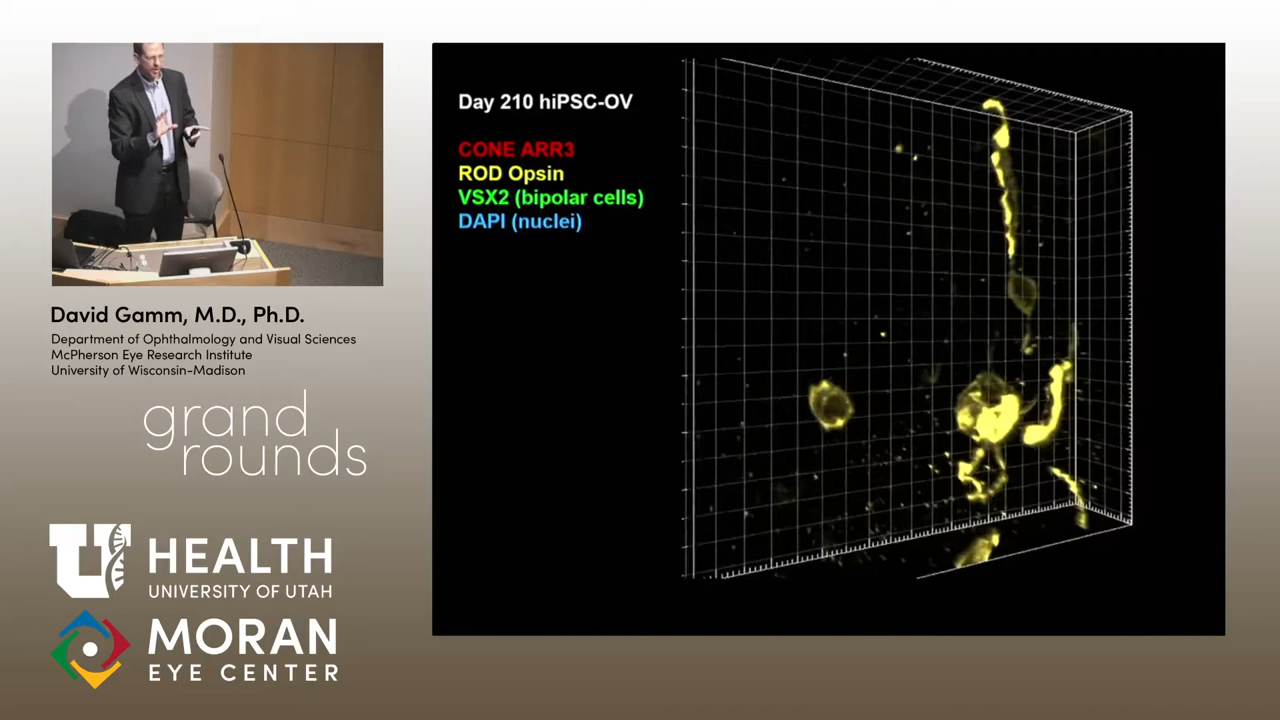 Day 210 hiPSC-OV
CONE ARR3
ROD Opsin
VSX2 (bipolar cells)
DAPI (nuclei)
David Gamm, M.D., Ph.D.
Department of Ophthalmology and Visual Sciences
McPherson Eye Research Institute
University of Wisconsin-Madison
grand
rounds
U HEALTH
UNIVERSITY OF UTAH
MORAN
EYE CENTER